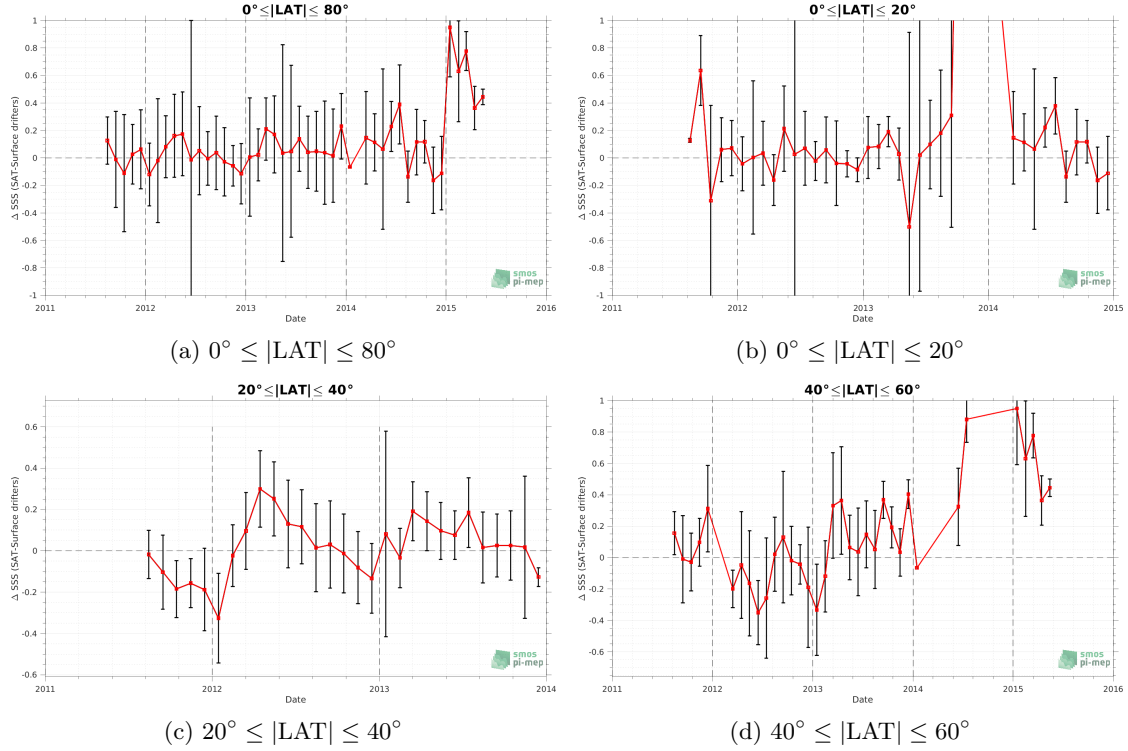 0°≤|LAT|≤ 80°
Δ SSS (SAT-Surface drifters)
1
0.8
0.6
0.4
0.2
0
-0.2
-0.4
-0.6
-0.8
-1
2011
2012
2013
2014
2015
2016
Date
smos
pi-mep
(a) 0° ≤ |LAT| ≤ 80°
0°≤|LAT|≤ 20°
Δ SSS (SAT-Surface drifters)
1
0.8
0.6
0.4
0.2
0
-0.2
-0.4
-0.6
-0.8
-1
2011
2012
2013
2014
2015
Date
smos
pi-mep
(b) 0° ≤ |LAT| ≤ 20°
20°≤|LAT|≤ 40°
Δ SSS (SAT-Surface drifters)
0.6
0.4
0.2
0
-0.2
-0.4
-0.6
2011
2012
2013
2014
Date
smos
pi-mep
(c) 20° ≤ |LAT| ≤ 40°
40°≤|LAT|≤ 60°
Δ SSS (SAT-Surface drifters)
1
0.8
0.6
0.4
0.2
0
-0.2
-0.4
-0.6
2011
2012
2013
2014
2015
2016
Date
smos
pi-mep
(d) 40° ≤ |LAT| ≤ 60°